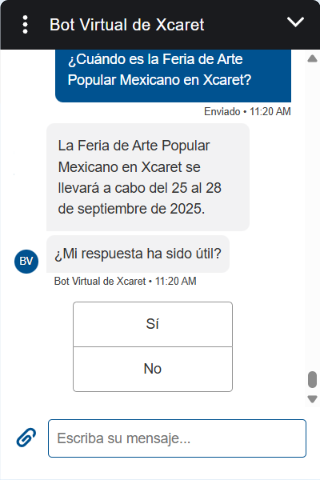 Bot Virtual de Xcaret
¿Cuándo es la Feria de Arte
Popular Mexicano en Xcaret?
Enviado • 11:20 AM
La Feria de Arte Popular
Mexicano en Xcaret se
llevará a cabo del 25 al 28
de septiembre de 2025.
¿Mi respuesta ha sido útil?
BV
Bot Virtual de Xcaret • 11:20 AM
Sí
No
Escriba su mensaje...